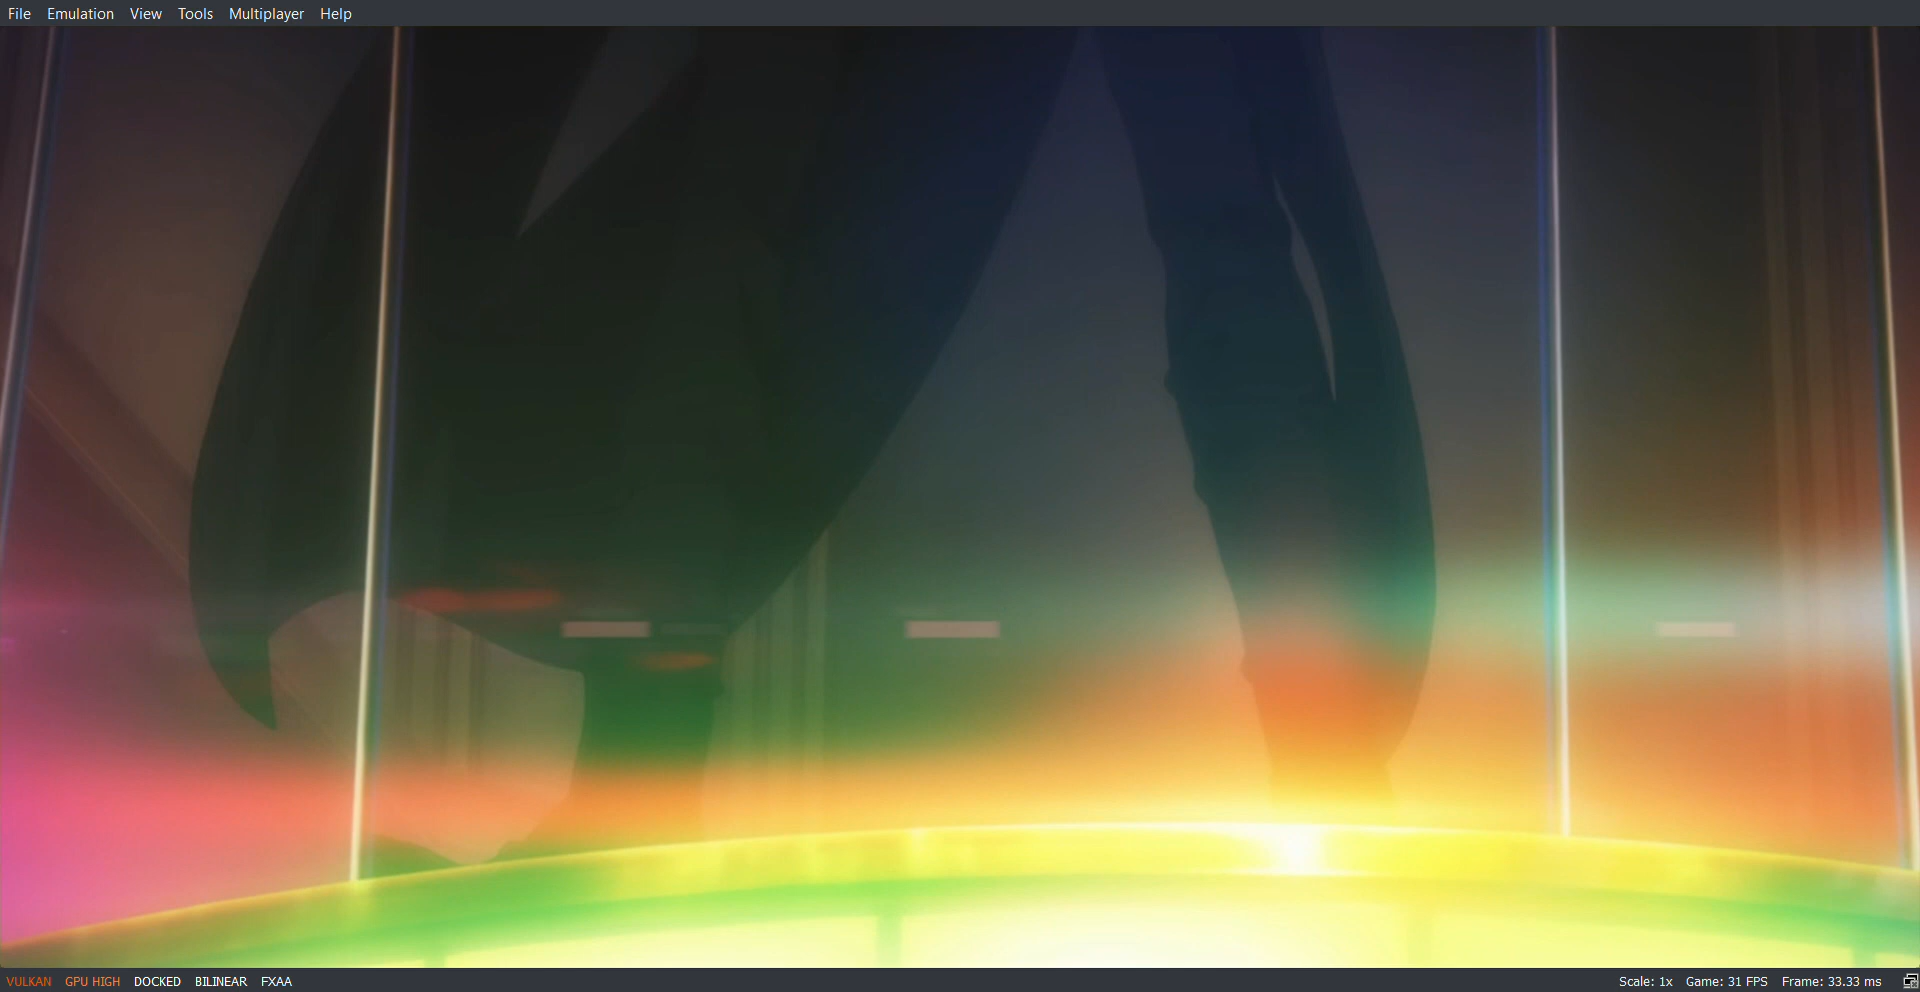 File Emulation View Tools Multiplayer Help
VULKAN GPU HIGH DOCKED BILINEAR FXAA Scale: 1x Game: 31 FPS Frame: 33.33 ms